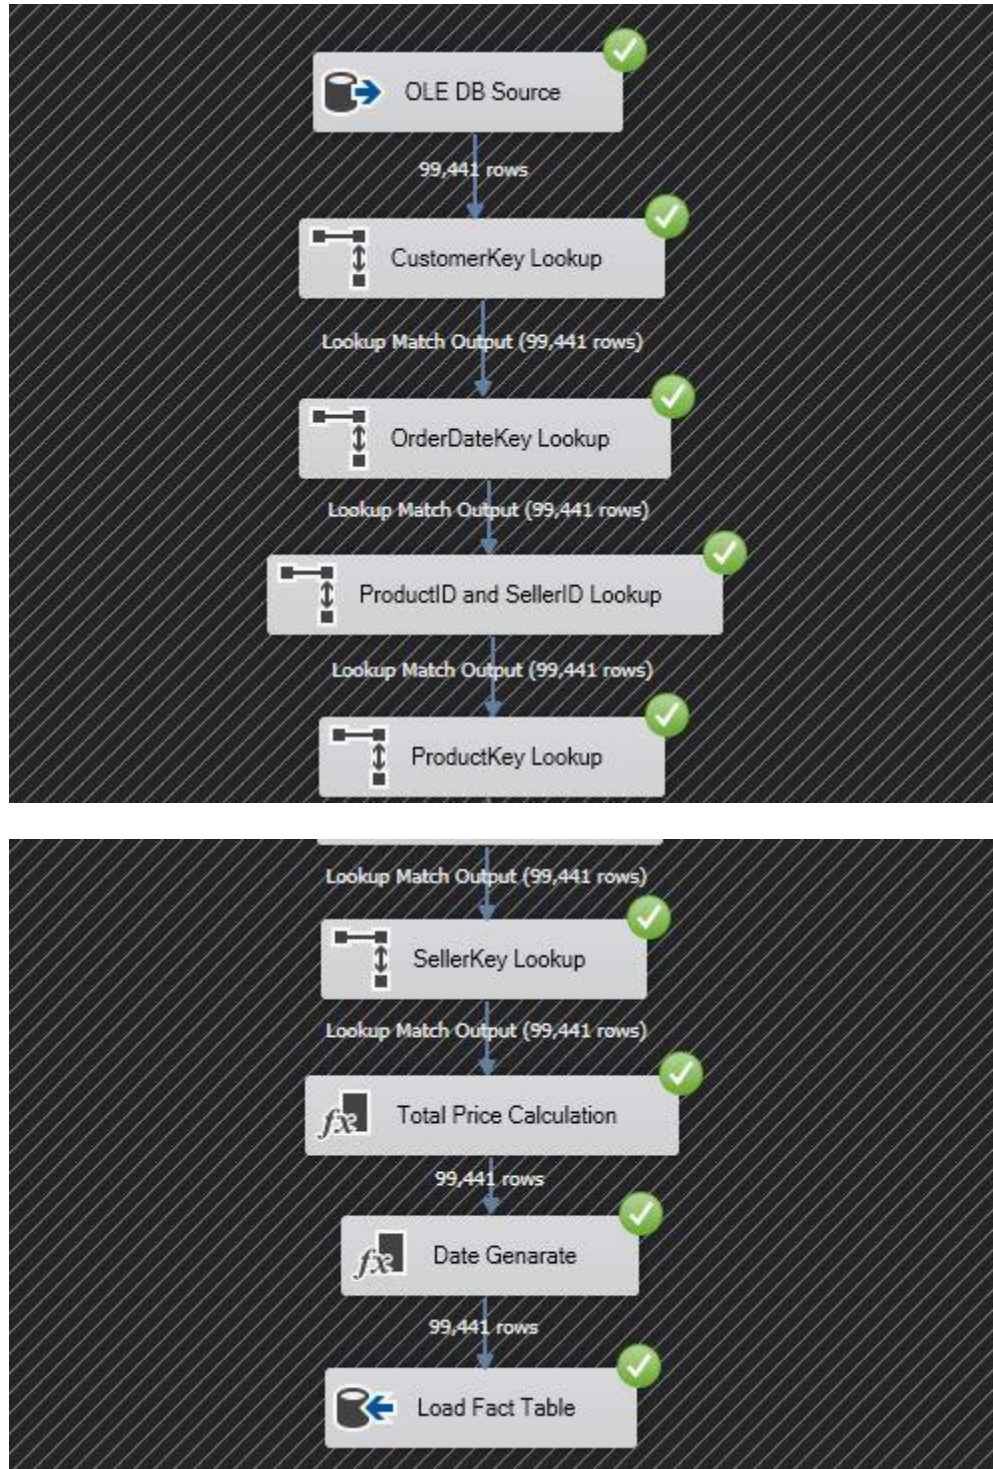 OLE DB Source
99,441 rows
CustomerKey Lookup
Lookup Match Output (99,441 rows)
OrderDateKey Lookup
Lookup Match Output (99,441 rows)
ProductID and SellerID Lookup
Lookup Match Output (99,441 rows)
ProductKey Lookup
Lookup Match Output (99,441 rows)
SellerKey Lookup
Lookup Match Output (99,441 rows)
fx Total Price Calculation
99,441 rows
fx Date Genarate
99,441 rows
Load Fact Table